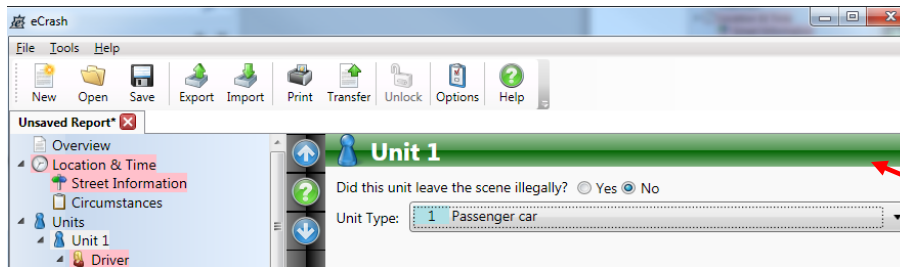 eCrash
File Tools Help
New Open Save Export Import Print Transfer Unlock Options Help
Unsaved Report*
Overview
Location & Time
Street Information
Circumstances
Units
Unit 1
Driver
Unit 1
Did this unit leave the scene illegally? Yes No
Unit Type: 1 Passenger car